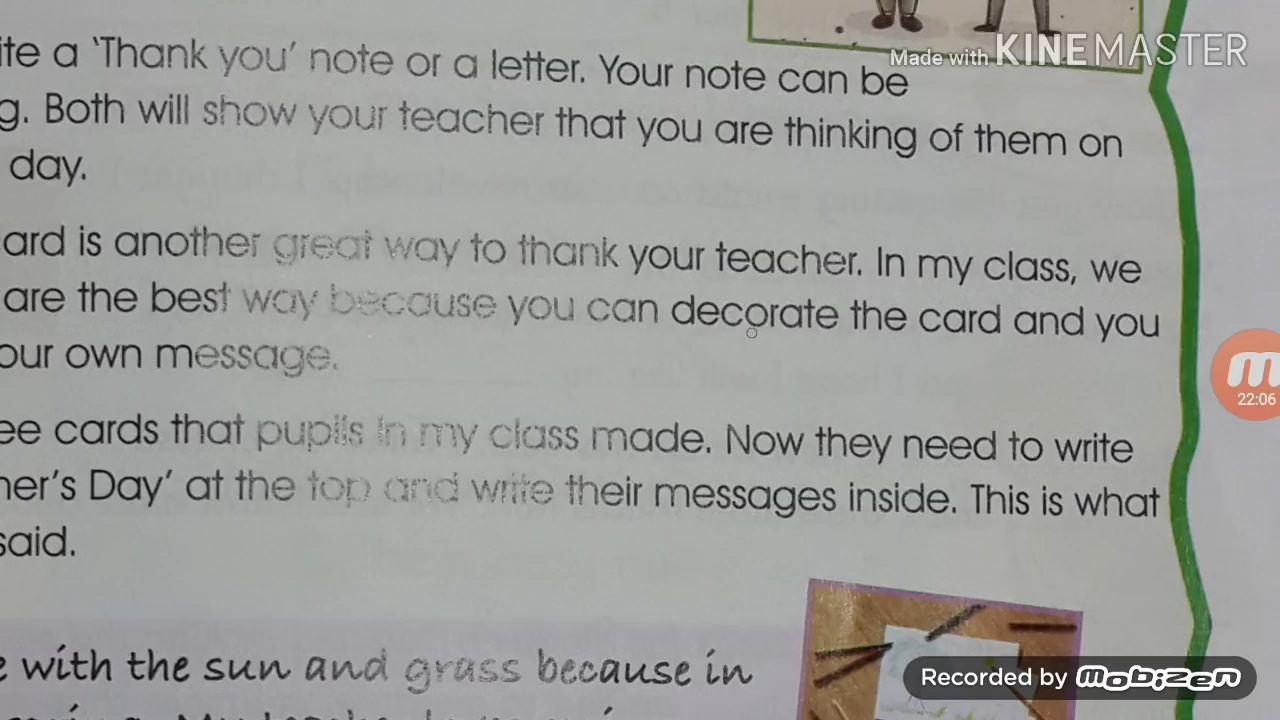 ite a ‘Thank you’ note or a letter. Your note can be
Made with KINEMASTER
g. Both will show your teacher that you are thinking of them on
day.
ard is another great way to thank your teacher. In my class, we
are the best way because you can decorate the card and you
our own message.
22:06
ee cards that pupils in my class made. Now they need to write
ner’s Day’ at the top and write their messages inside. This is what
said.
e with the sun and grass because in
Recorded by mobizen